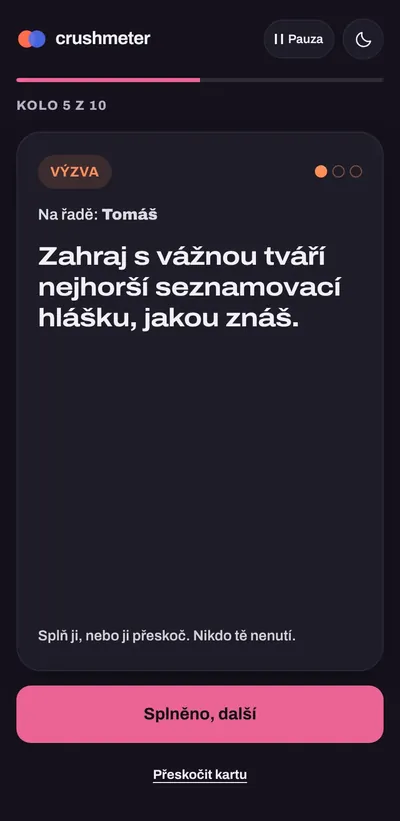 crushmeter
Pauza
KOLO 5 Z 10
VÝZVA
Na řadě: Tomáš
Zahraj s vážnou tváří
nejhorší seznamovací
hlášku, jakou znáš.
Splň ji, nebo ji přeskoč. Nikdo tě nenutí.
Splněno, další
Přeskočit kartu